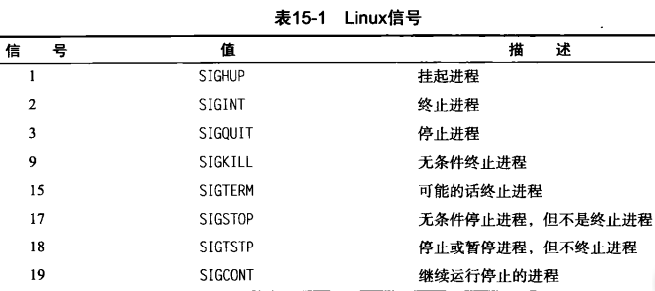 表15-1 Linux信号
信 号 值 描 述
1 SIGHUP 挂起进程
2 SIGINT 终止进程
3 SIGQUIT 停止进程
9 SIGKILL 无条件终止进程
15 SIGTERM 可能的话终止进程
17 SIGSTOP 无条件停止进程，但不是终止进程
18 SIGTSTP 停止或暂停进程，但不终止进程
19 SIGCONT 继续运行停止的进程